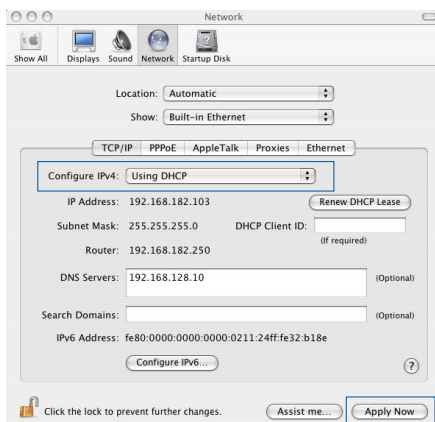 Network
Show All Displays Sound Network Startup Disk
Location: Automatic
Show: Built-in Ethernet
TCP/IP PPPoE AppleTalk Proxies Ethernet
Configure IPv4: Using DHCP
IP Address: 192.168.182.103 Renew DHCP Lease
Subnet Mask: 255.255.255.0 DHCP Client ID:
(If required)
Router: 192.168.182.250
DNS Servers: 192.168.128.10 (Optional)
Search Domains: (Optional)
IPv6 Address: fe80:0000:0000:0000:0211:24ff:fe32:b18e
Configure IPv6... ?
Click the lock to prevent further changes. Assist me... Apply Now